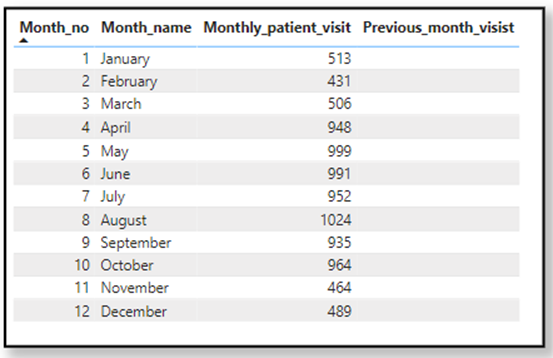 Month_no Month_name Monthly_patient_visit Previous_month_visist
1 January 513
2 February 431
3 March 506
4 April 948
5 May 999
6 June 991
7 July 952
8 August 1024
9 September 935
10 October 964
11 November 464
12 December 489